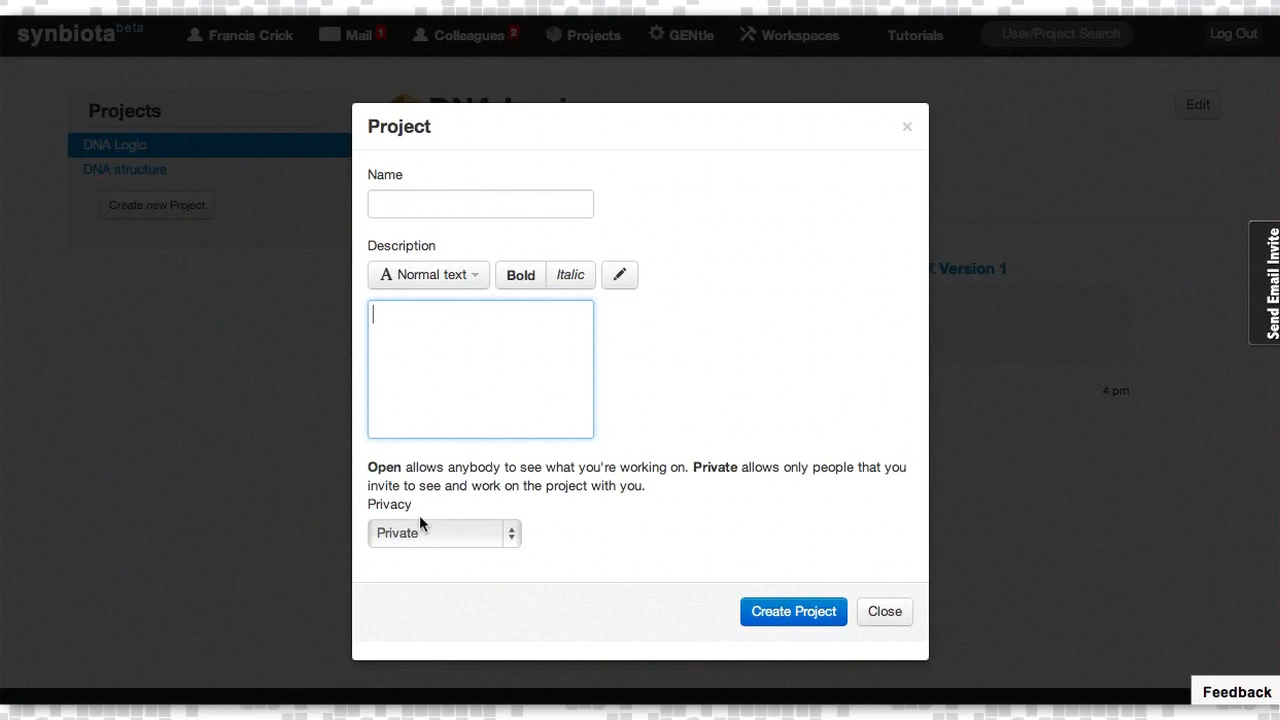 synbiota beta Francis Crick Mail 1 Colleagues 2 Projects GENtle Workspaces Tutorials User/Project Search Log Out
Projects
DNA Logic
DNA structure
Create new Project
Edit
Project ×
Name
Description
A Normal text Bold Italic
Open allows anybody to see what you're working on. Private allows only people that you
invite to see and work on the project with you.
Privacy
Private
Create Project Close
Version 1
4 pm
Send Email Invite
Feedback